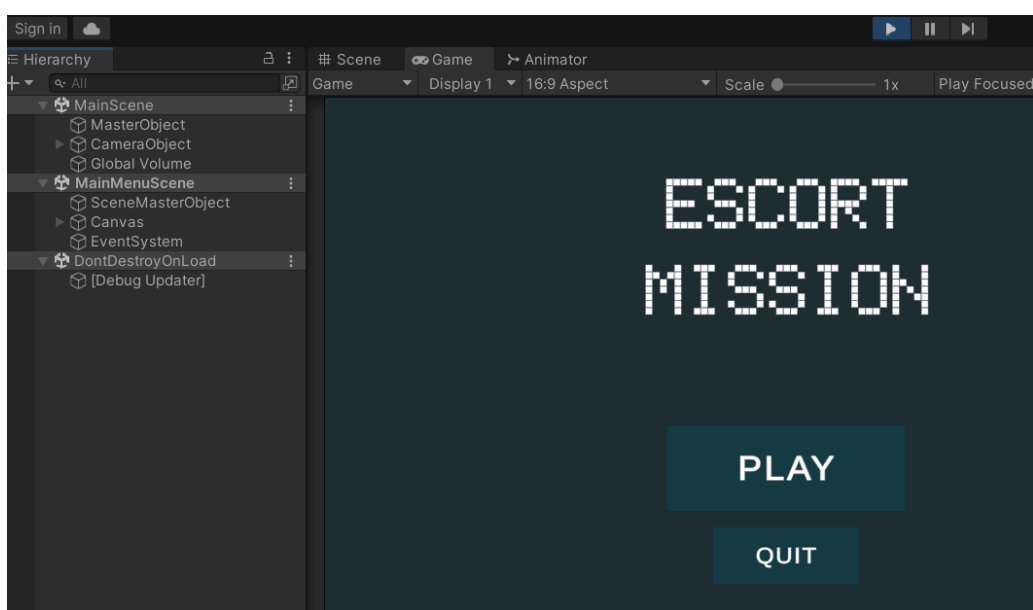 Sign in
Hierarchy
All
MainScene
MasterObject
CameraObject
Global Volume
MainMenuScene
SceneMasterObject
Canvas
EventSystem
DontDestroyOnLoad
[Debug Updater]
Scene Game Animator
Game Display 1 16:9 Aspect Scale 1x Play Focused
ESCORT
MISSION
PLAY
QUIT